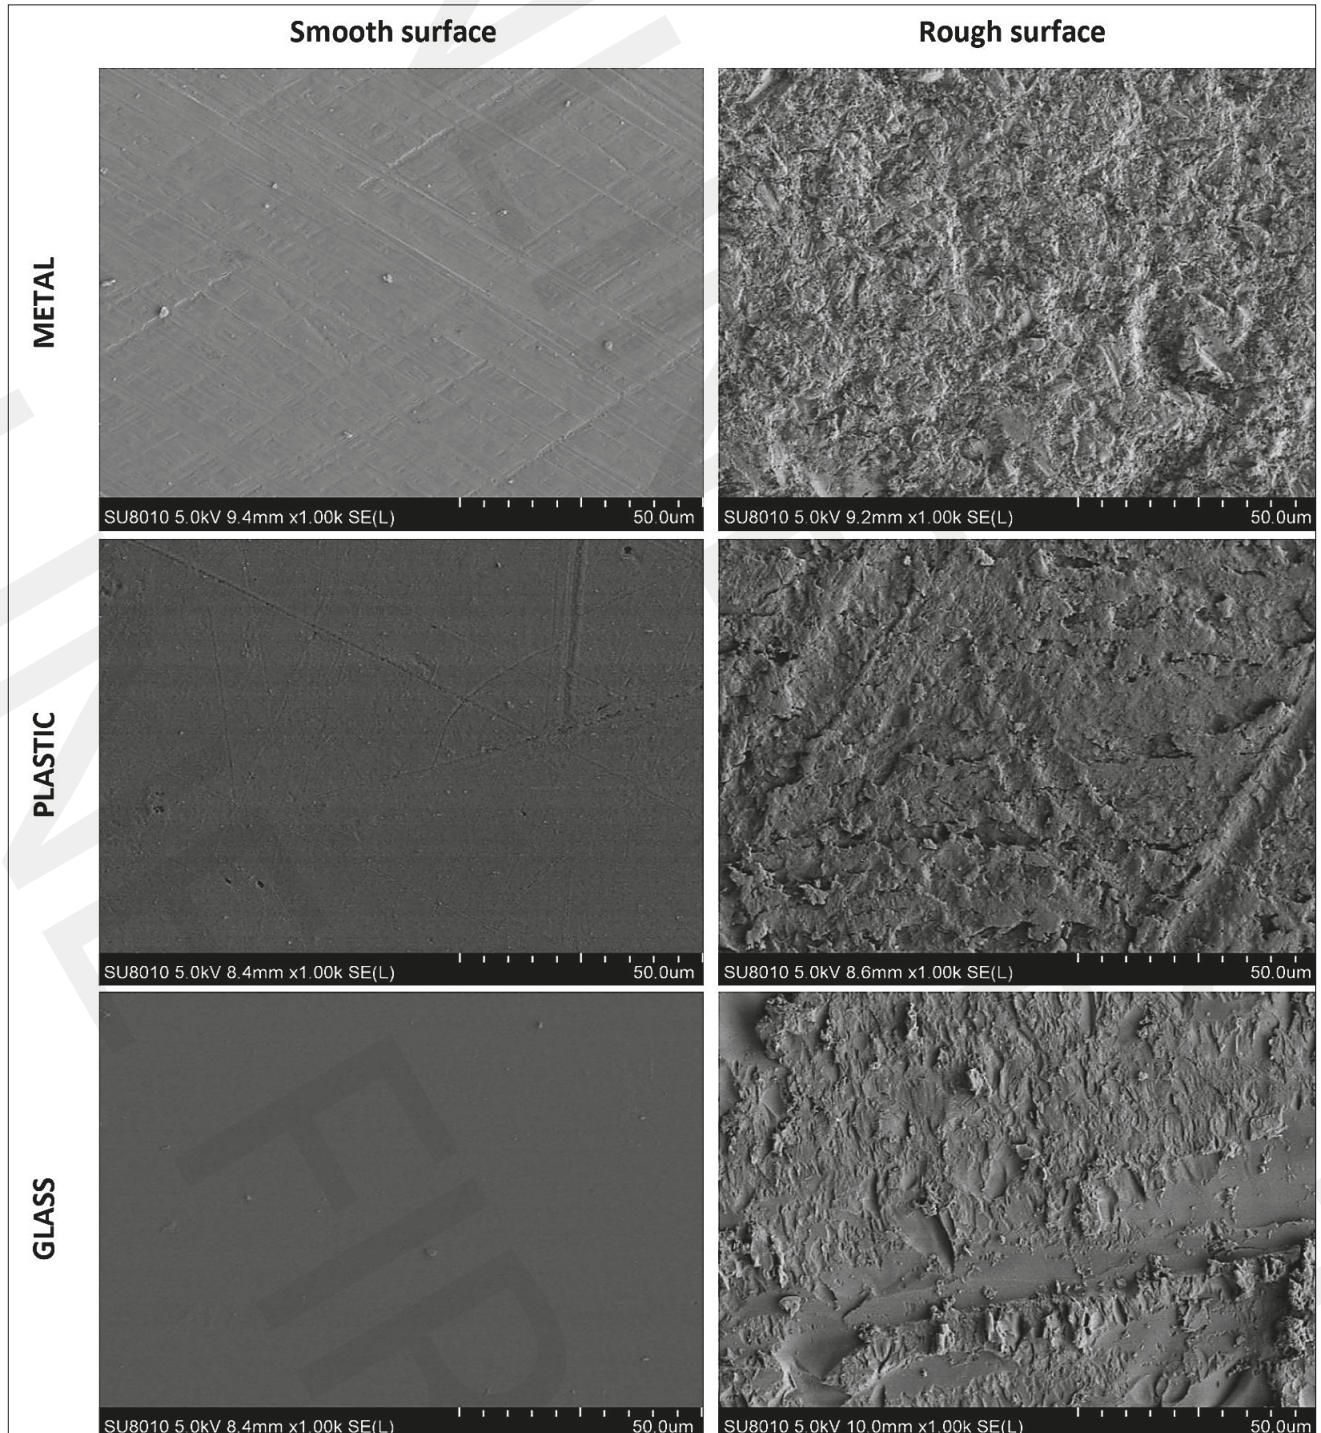 Smooth surface
Rough surface
METAL
SU8010 5.0kV 9.4mm x1.00k SE(L)
50.0um
SU8010 5.0kV 9.2mm x1.00k SE(L)
50.0um
PLASTIC
SU8010 5.0kV 8.4mm x1.00k SE(L)
50.0um
SU8010 5.0kV 8.6mm x1.00k SE(L)
50.0um
GLASS
SU8010 5.0kV 8.4mm x1.00k SE(L)
50.0um
SU8010 5.0kV 10.0mm x1.00k SE(L)
50.0um